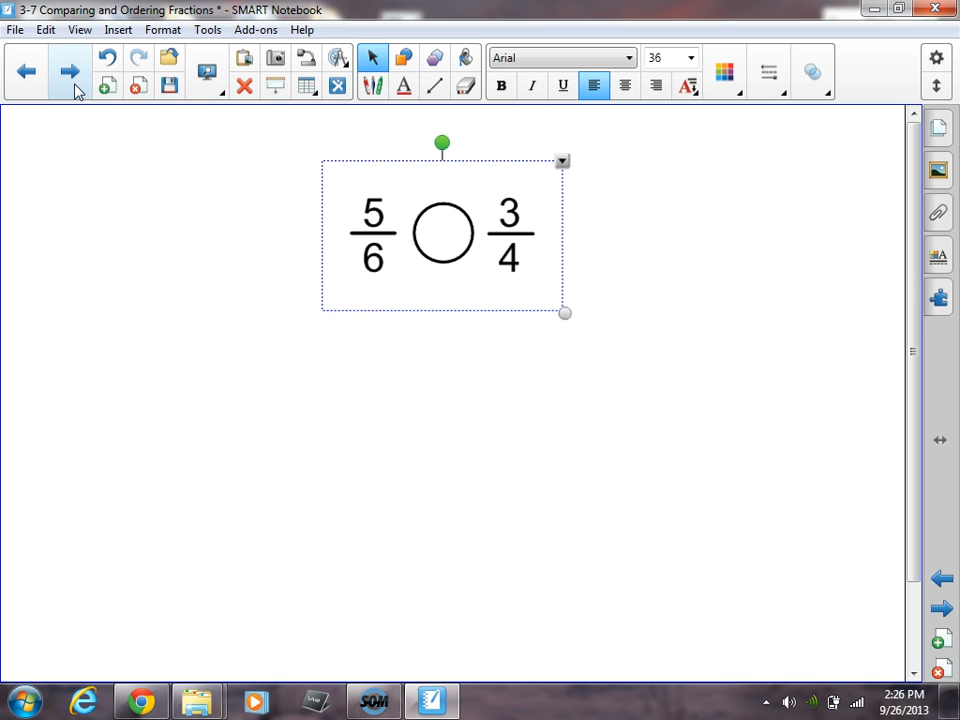 3-7 Comparing and Ordering Fractions * - SMART Notebook
File Edit View Insert Format Tools Add-ons Help
Arial 36
B I U
5 3
6 4
SOM
2:26 PM
9/26/2013